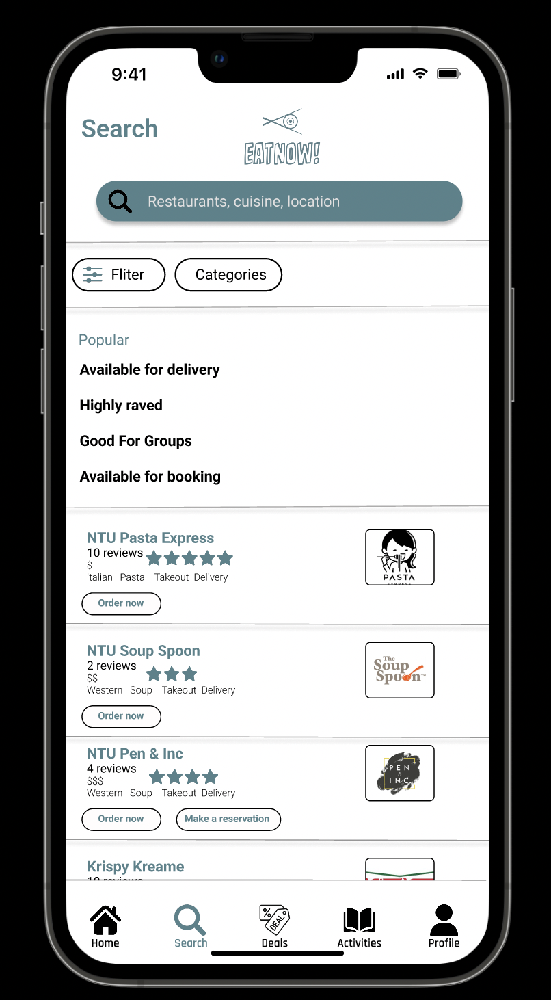 9:41
Search
EATNOW!
Restaurants, cuisine, location
Fliter
Categories
Popular
Available for delivery
Highly raved
Good For Groups
Available for booking
NTU Pasta Express
10 reviews
$
italian Pasta Takeout Delivery
PASTA
EXPRESS
Order now
NTU Soup Spoon
2 reviews
$$
Western Soup Takeout Delivery
The
Soup
Spoon™
Order now
NTU Pen & Inc
4 reviews
$$$
Western Soup Takeout Delivery
PEN
&
INC
Order now
Make a reservation
Krispy Kreame
10 reviews
%
DEAL
Home
Search
Deals
Activities
Profile